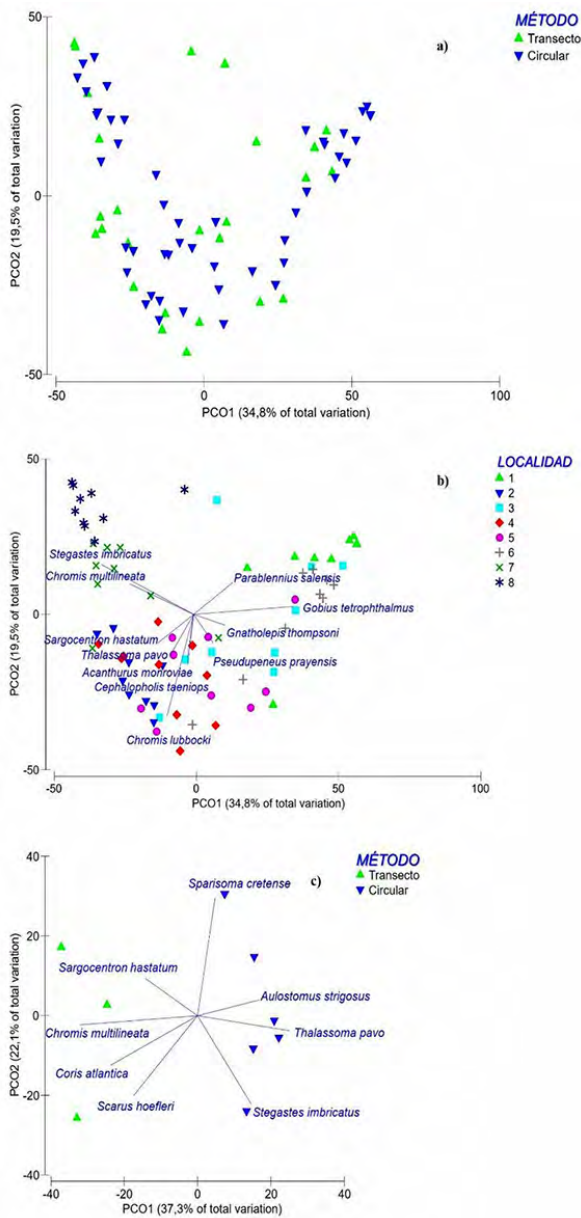 MÉTODO
Transecto
Circular
a)
50
0
-50
PCO2 (19,5% of total variation)
-50
0
50
100
PCO1 (34,8% of total variation)
LOCALIDAD
1
2
3
4
5
6
7
8
b)
50
0
-50
PCO2 (19,5% of total variation)
Stegastes imbricatus
Chromis multilineata
Parablennius salensis
Gobius tetrophthalmus
Gnatholepis thompsoni
Sargocentron hastatum
Thalassoma pavo
Pseudupeneus prayensis
Acanthurus monroviae
Cephalopholis taeniops
Chromis lubbocki
-50
0
50
100
PCO1 (34,8% of total variation)
MÉTODO
Transecto
Circular
c)
40
20
0
-20
-40
PCO2 (22,1% of total variation)
Sparisoma cretense
Sargocentron hastatum
Aulostomus strigosus
Chromis multilineata
Thalassoma pavo
Coris atlantica
Scarus hoefleri
Stegastes imbricatus
-40
-20
0
20
40
PCO1 (37,3% of total variation)